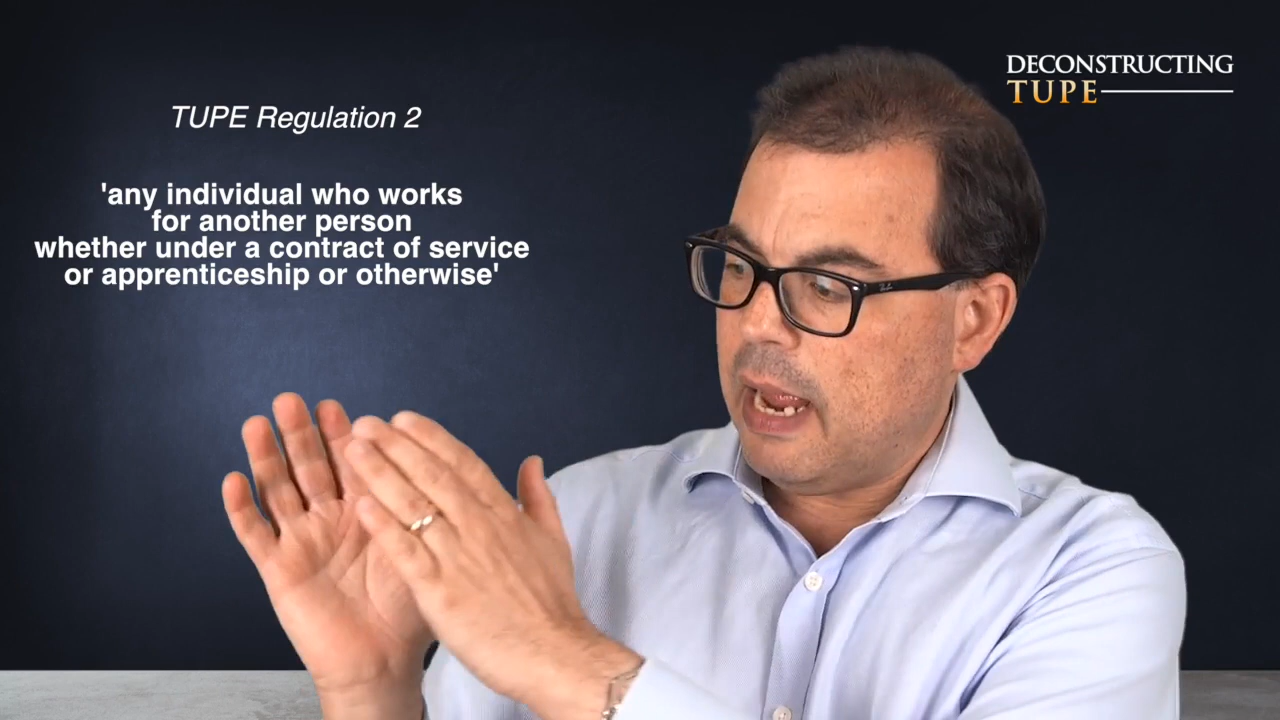 DECONSTRUCTING
TUPE
TUPE Regulation 2
'any individual who works
for another person
whether under a contract of service
or apprenticeship or otherwise'